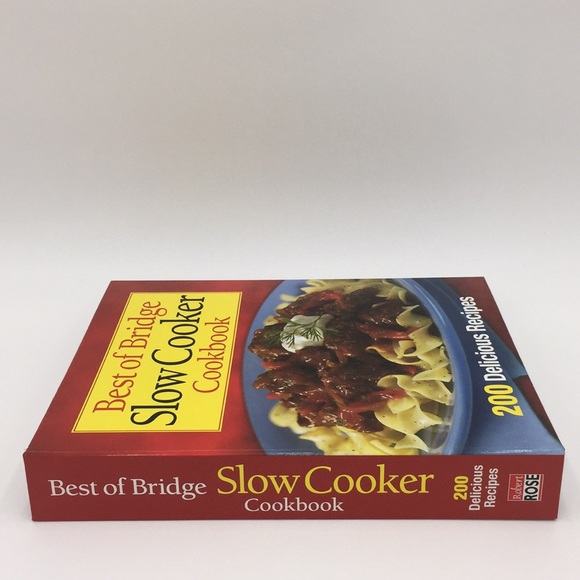 Best of Bridge
Slow Cooker
Cookbook
200 Delicious Recipes
Best of Bridge Slow Cooker
Cookbook
200
Delicious
Recipes
Robert
ROSE